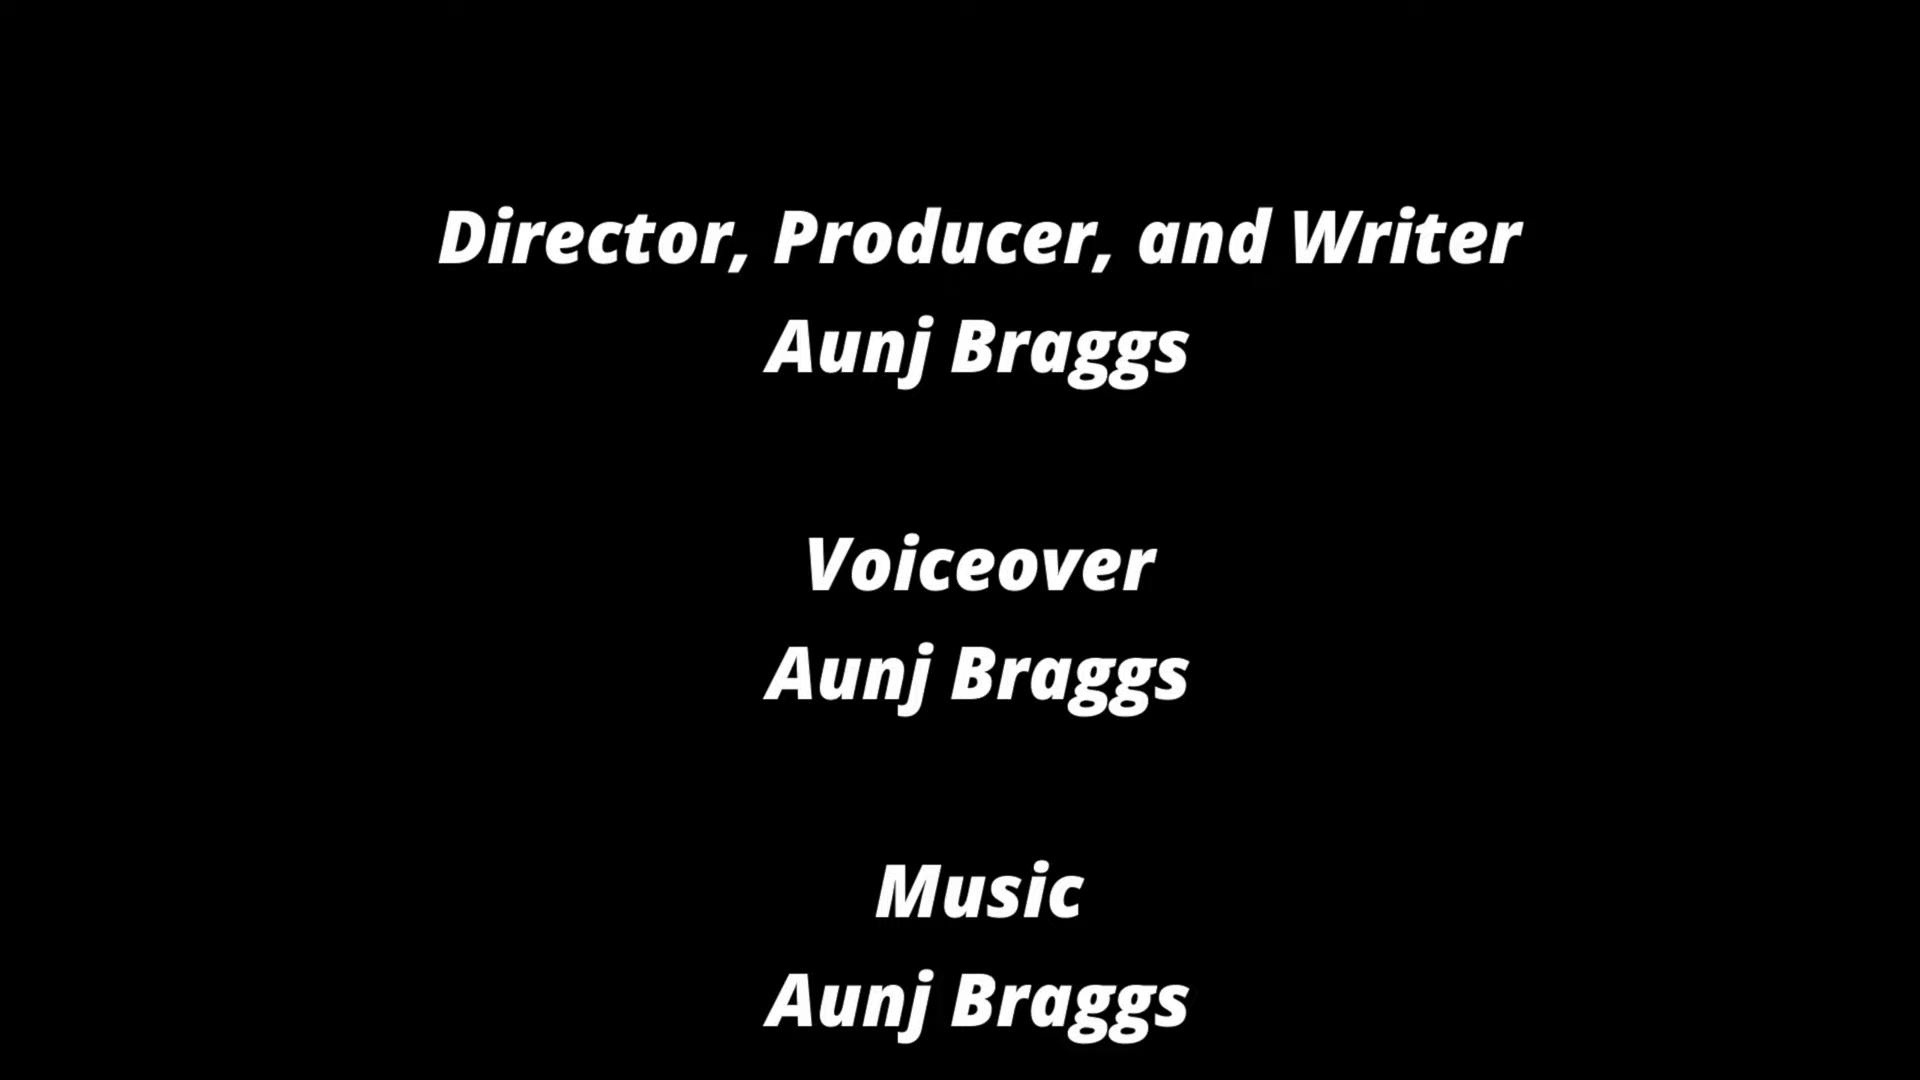 Director, Producer, and Writer
Aunj Braggs
Voiceover
Aunj Braggs
Music
Aunj Braggs